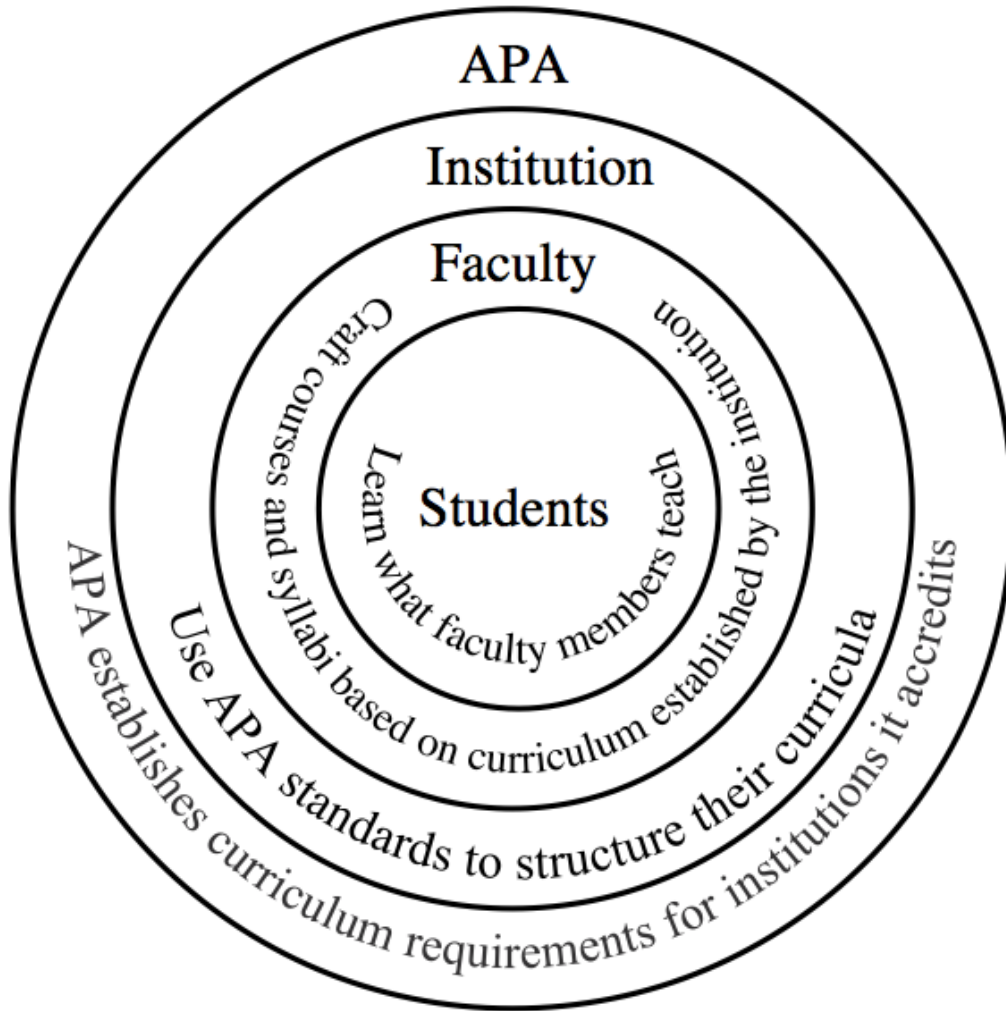 APA
Institution
Faculty
Craft courses and syllabi based on curriculum established by the institution
Students
Learn what faculty members teach
Use APA standards to structure their curricula
APA establishes curriculum requirements for institutions it accredits